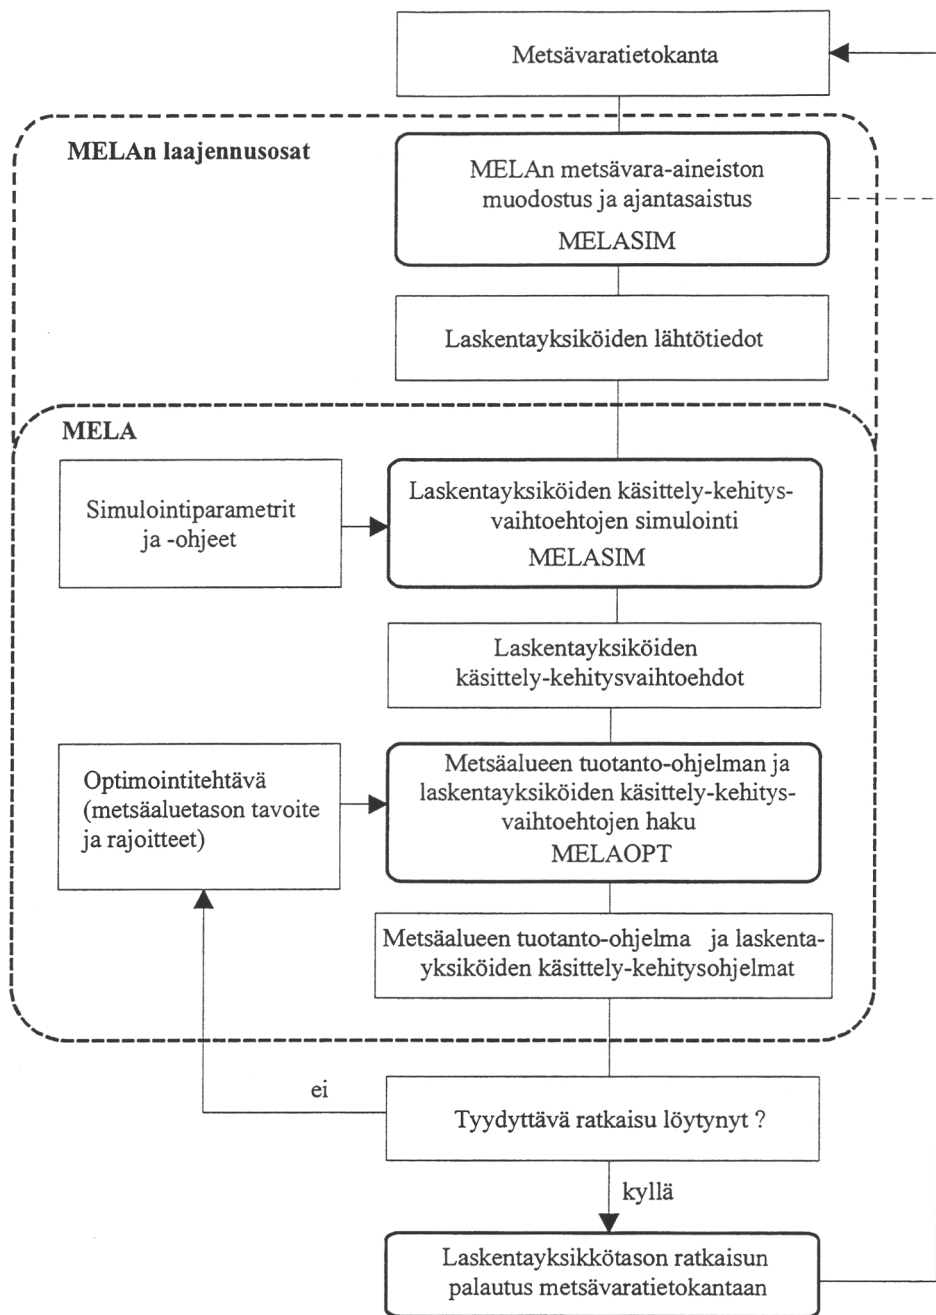 Metsävaratietokanta
MELAn laajennusosat
MELAn metsävara-aineiston
muodostus ja ajantasaistus
MELASIM
Laskentayksiköiden lähtötiedot
MELA
Simulointiparametrit
ja -ohjeet
Laskentayksiköiden käsittely-kehitys-
vaihtoehtojen simulointi
MELASIM
Laskentayksiköiden
käsittely-kehitysvaihtoehdot
Optimointitehtävä
(metsäaluetason tavoite
ja rajoitteet)
Metsäalueen tuotanto-ohjelman ja
laskentayksiköiden käsittely-kehitys-
vaihtoehtojen haku
MELAOPT
Metsäalueen tuotanto-ohjelma ja laskenta-
yksiköiden käsittely-kehitysohjelmat
ei
Tyydyttävä ratkaisu löytynyt ?
kyllä
Laskentayksikkötason ratkaisun
palautus metsävaratietokantaan